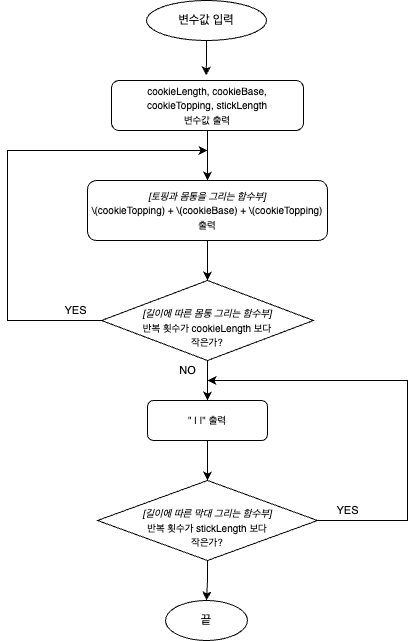 변수값 입력
cookieLength, cookieBase,
cookieTopping, stickLength
변수값 출력
[토핑과 몸통을 그리는 함수부]
\(cookieTopping) + \(cookieBase) + \(cookieTopping)
출력
YES
[길이에 따른 몸통 그리는 함수부]
반복 횟수가 cookieLength 보다
작은가?
NO
" | |" 출력
[길이에 따른 막대 그리는 함수부]
반복 횟수가 stickLength 보다
작은가?
YES
끝